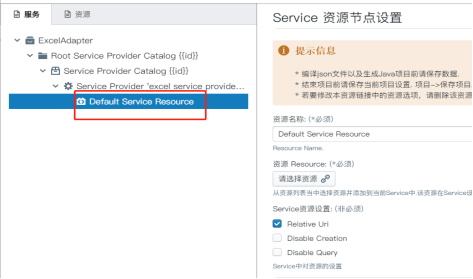 服务
资源
ExcelAdapter
Root Service Provider Catalog {{id}}
Service Provider Catalog {{id}}
Service Provider 'excel service provide...
Default Service Resource
Service 资源节点设置
提示信息
* 编译json文件以及生成Java项目前请保存数据.
* 结束项目前请保存当前项目设置. 项目-->保存项目.
* 若要修改本资源链接中的资源选项，请删除该资源
资源名称: (*必须)
Default Service Resource
Resource Name.
资源 Resource: (*必须)
请选择资源
从资源列表当中选择资源并添加到当前Service中.该资源在Service设
Service资源设置: (非必须)
Relative Uri
Disable Creation
Disable Query
Service中对资源的设置